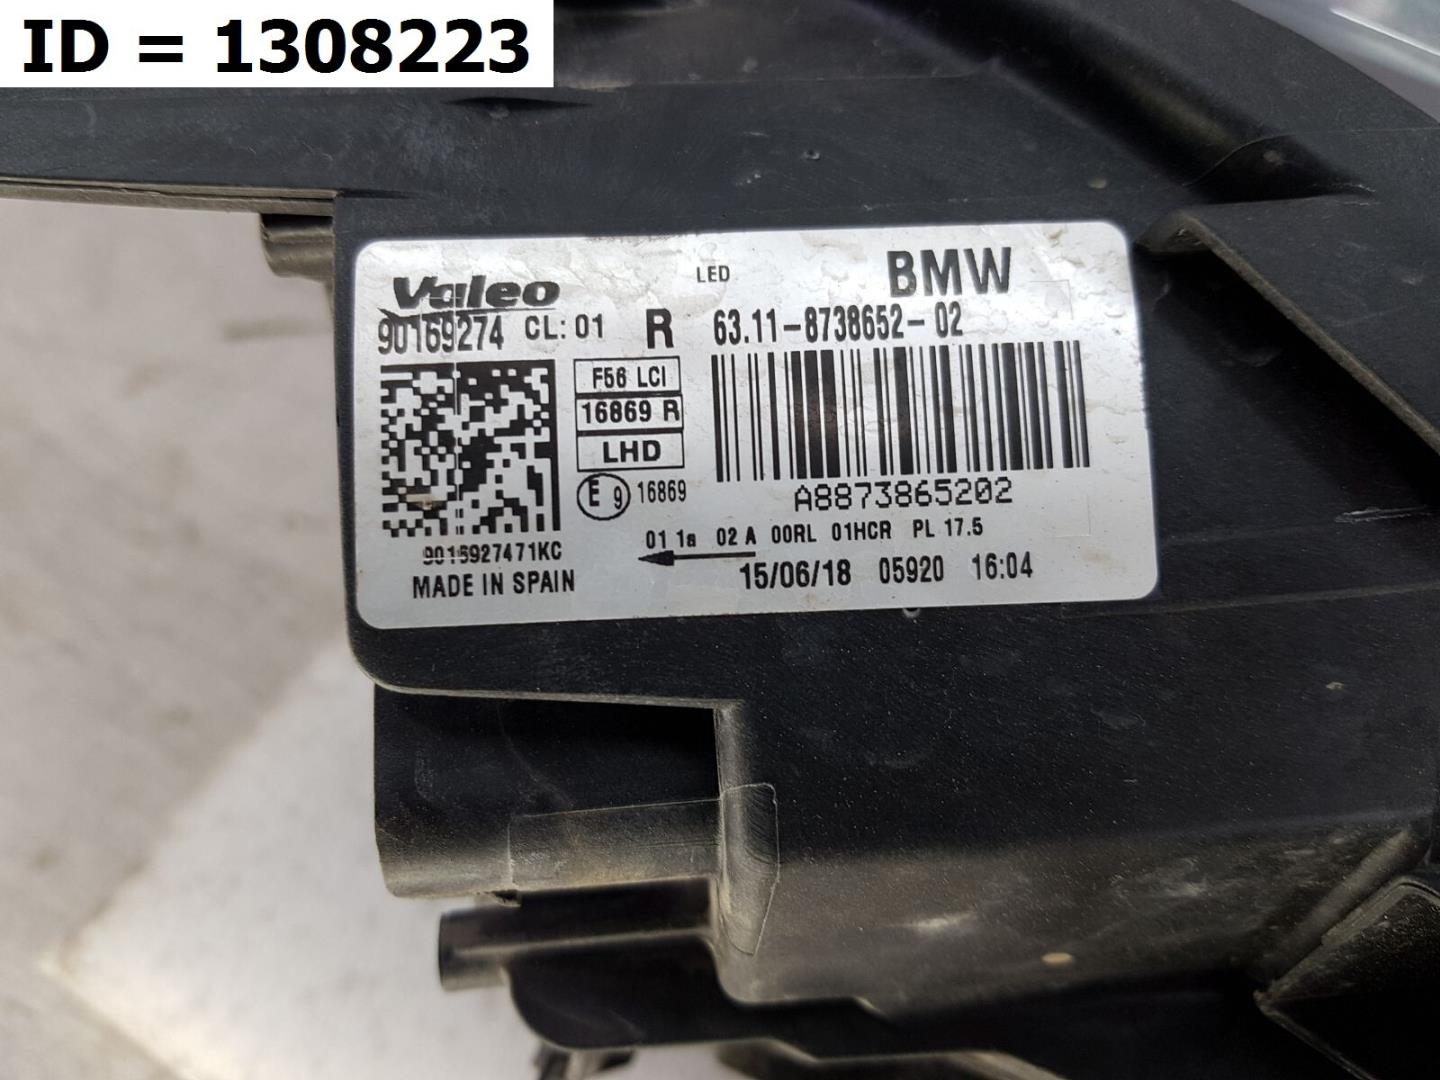 ID = 1308223
Valeo
LED
BMW
90169274 CL: 01 R 63.11-8738652-02
F56 LCI
16869 R
LHD
E 9 16869
A8873865202
01 1a 02 A 00RL 01HCR PL 17.5
9016927471KC
MADE IN SPAIN
15/06/18 05920 16:04